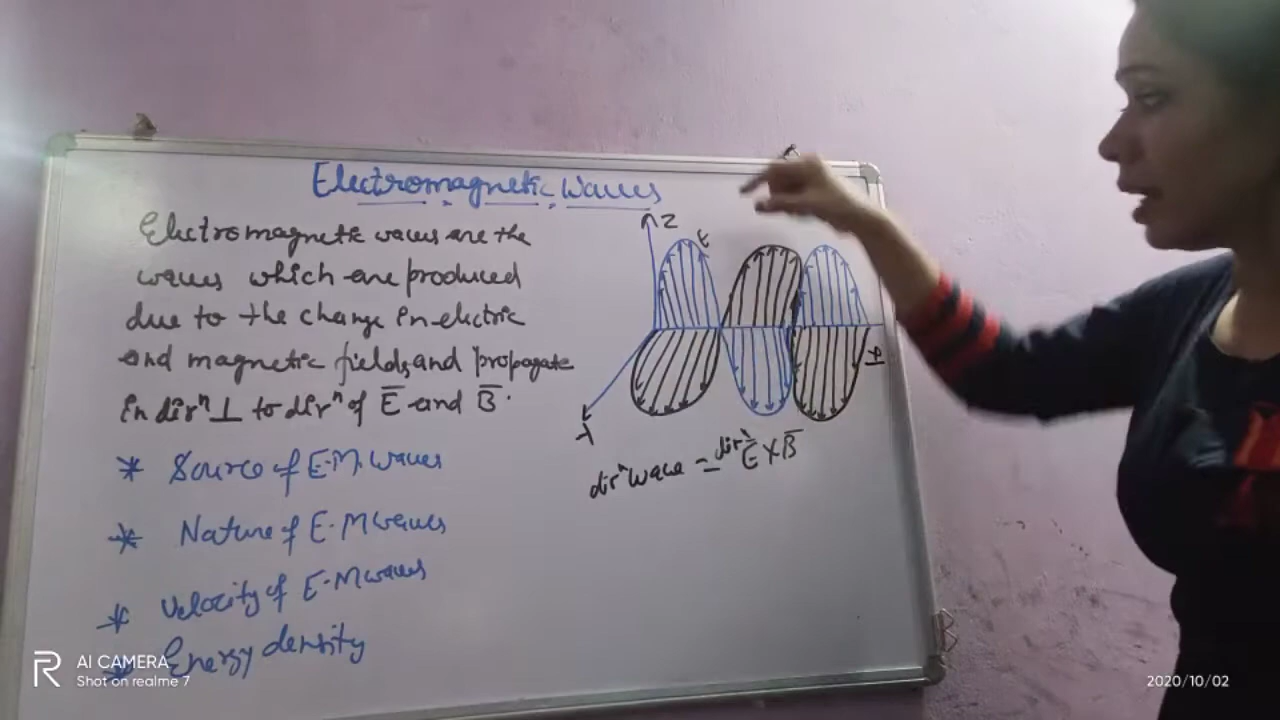 Electromagnetic Waves
Electromagnetic waves are the
waves which are produced
due to the change in electric
and magnetic fields and propagate
in dirⁿ ⊥ to dirⁿ of E̅ and B̅.
* Source of E.M. waves
* Nature of E.M waves
* Velocity of E.M waves
* Energy density
Z
E
dirⁿ wave = dirⁿ E̅ X B̅
R AI CAMERA
Shot on realme 7
2020/10/02